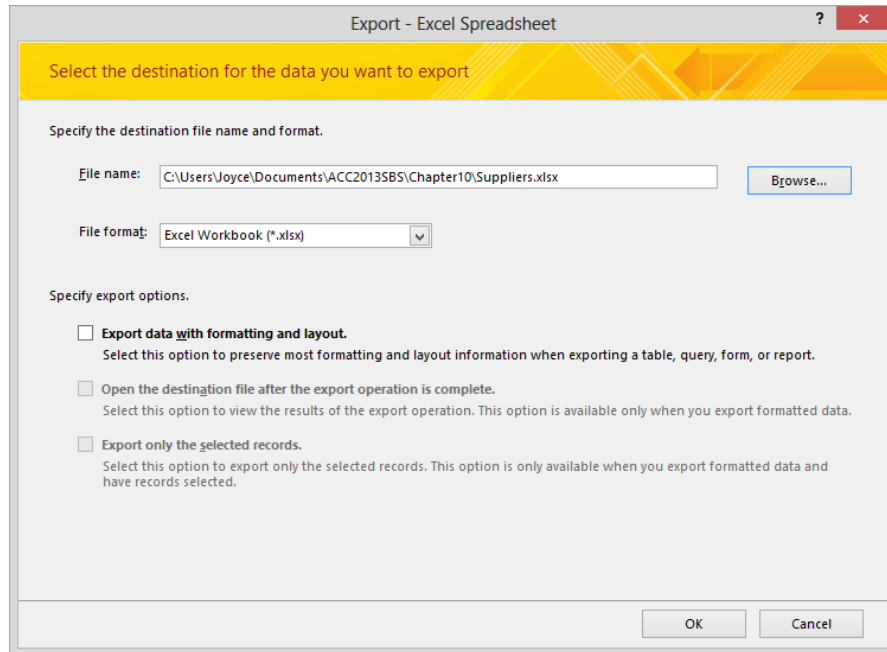 Export - Excel Spreadsheet
?
Select the destination for the data you want to export
Specify the destination file name and format.
File name:
C:\Users\Joyce\Documents\ACC2013SBS\Chapter10\Suppliers.xlsx
Browse...
File format:
Excel Workbook (*.xlsx)
Specify export options.
Export data with formatting and layout.
Select this option to preserve most formatting and layout information when exporting a table, query, form, or report.
Open the destination file after the export operation is complete.
Select this option to view the results of the export operation. This option is available only when you export formatted data.
Export only the selected records.
Select this option to export only the selected records. This option is only available when you export formatted data and
have records selected.
OK
Cancel